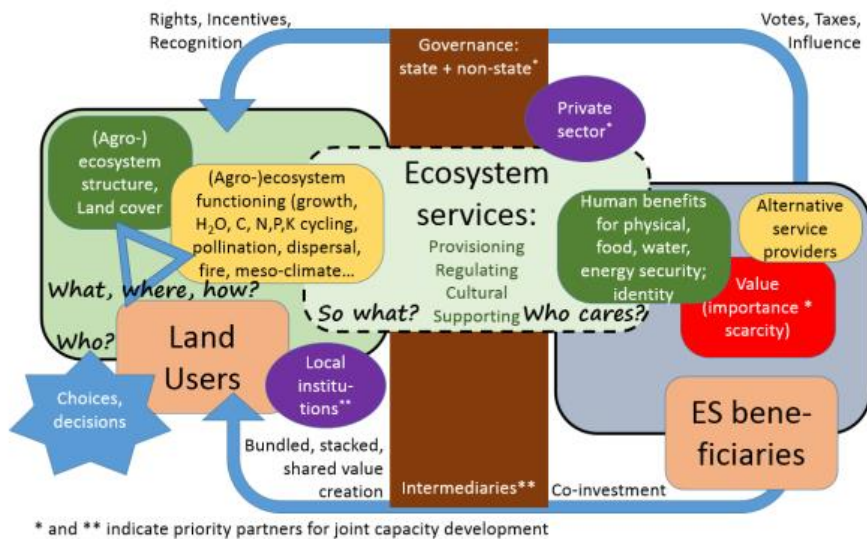 Rights, Incentives,
Recognition
Votes, Taxes,
Influence
Governance:
state + non-state*
Private
sector*
(Agro-)
ecosystem
structure,
Land cover
(Agro-)ecosystem
functioning (growth,
H₂O, C, N,P,K cycling,
pollination, dispersal,
fire, meso-climate…
Ecosystem
services:
Provisioning
Regulating
Cultural
Supporting
Human benefits
for physical,
food, water,
energy security;
identity
Alternative
service
providers
Value
(importance *
scarcity)
What, where, how?
So what?
Who cares?
Who?
Land
Users
Local
institu-
tions**
Choices,
decisions
ES bene-
ficiaries
Bundled, stacked,
shared value
creation
Intermediaries**
Co-investment
* and ** indicate priority partners for joint capacity development